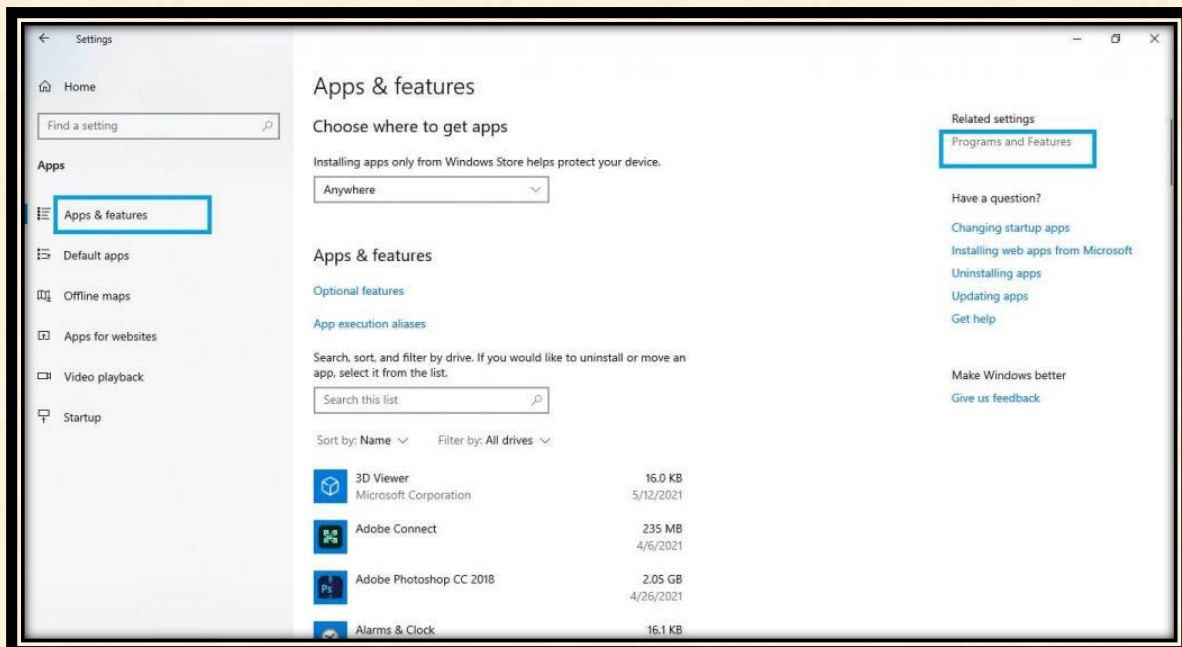 Settings
Home
Find a setting
Apps
Apps & features
Default apps
Offline maps
Apps for websites
Video playback
Startup
Apps & features
Choose where to get apps
Installing apps only from Windows Store helps protect your device.
Anywhere
Apps & features
Optional features
App execution aliases
Search, sort, and filter by drive. If you would like to uninstall or move an
app, select it from the list.
Search this list
Sort by: Name Filter by: All drives
3D Viewer 16.0 KB
Microsoft Corporation 5/12/2021
Adobe Connect 235 MB
4/6/2021
Adobe Photoshop CC 2018 2.05 GB
4/26/2021
Alarms & Clock 16.1 KB
Related settings
Programs and Features
Have a question?
Changing startup apps
Installing web apps from Microsoft
Uninstalling apps
Updating apps
Get help
Make Windows better
Give us feedback